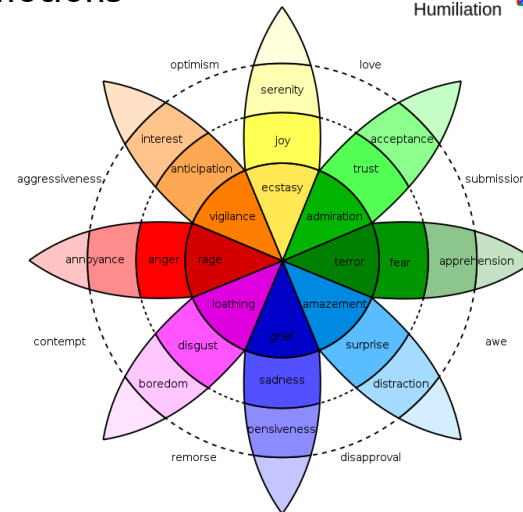 Humiliation
optimism
love
serenity
interest
joy
acceptance
anticipation
trust
aggressiveness
submission
ecstasy
vigilance
admiration
annoyance
anger
rage
terror
fear
apprehension
loathing
amazement
grief
contempt
disgust
surprise
awe
boredom
sadness
distraction
pensiveness
remorse
disapproval